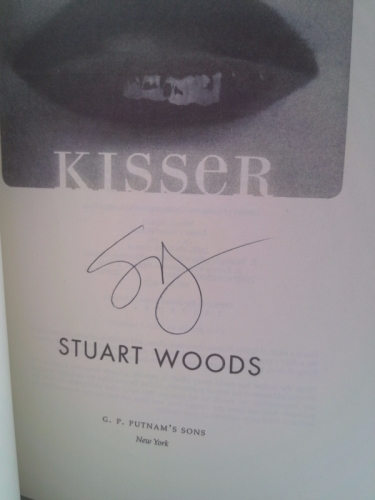 KISSER
STUART WOODS
G. P. PUTNAM'S SONS
New York